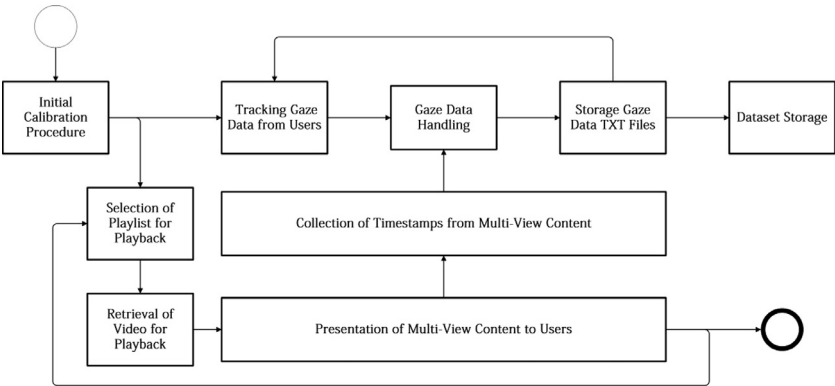 Initial
Calibration
Procedure
Tracking Gaze
Data from Users
Gaze Data
Handling
Storage Gaze
Data TXT Files
Dataset Storage
Selection of
Playlist for
Playback
Collection of Timestamps from Multi-View Content
Retrieval of
Video for
Playback
Presentation of Multi-View Content to Users